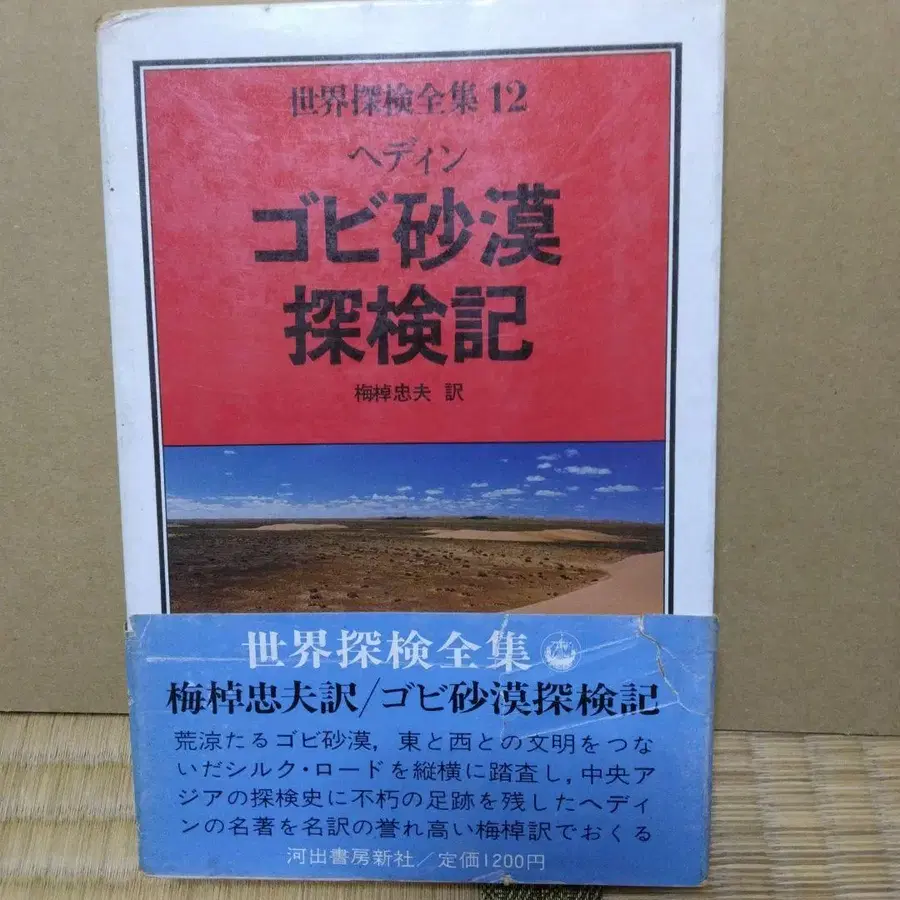 世界探検全集12
ヘディン
ゴビ砂漠
探検記
梅棹忠夫 訳
世界探検全集
梅棹忠夫訳/ゴビ砂漠探検記
荒涼たるゴビ砂漠，東と西との文明をつな
いだシルク・ロードを縦横に踏査し，中央ア
ジアの探検史に不朽の足跡を残したヘディ
ンの名著を名訳の誉れ高い梅棹訳でおくる
河出書房新社／定価1200円